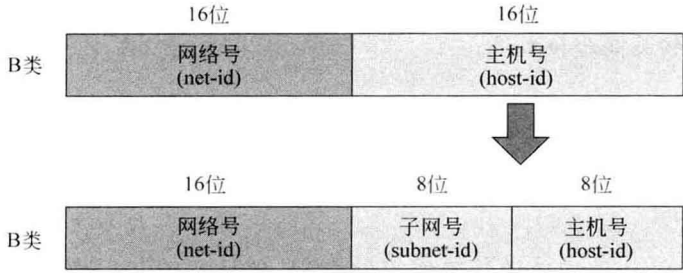 16位 16位
B类 网络号 主机号
(net-id) (host-id)
16位 8位 8位
B类 网络号 子网号 主机号
(net-id) (subnet-id) (host-id)